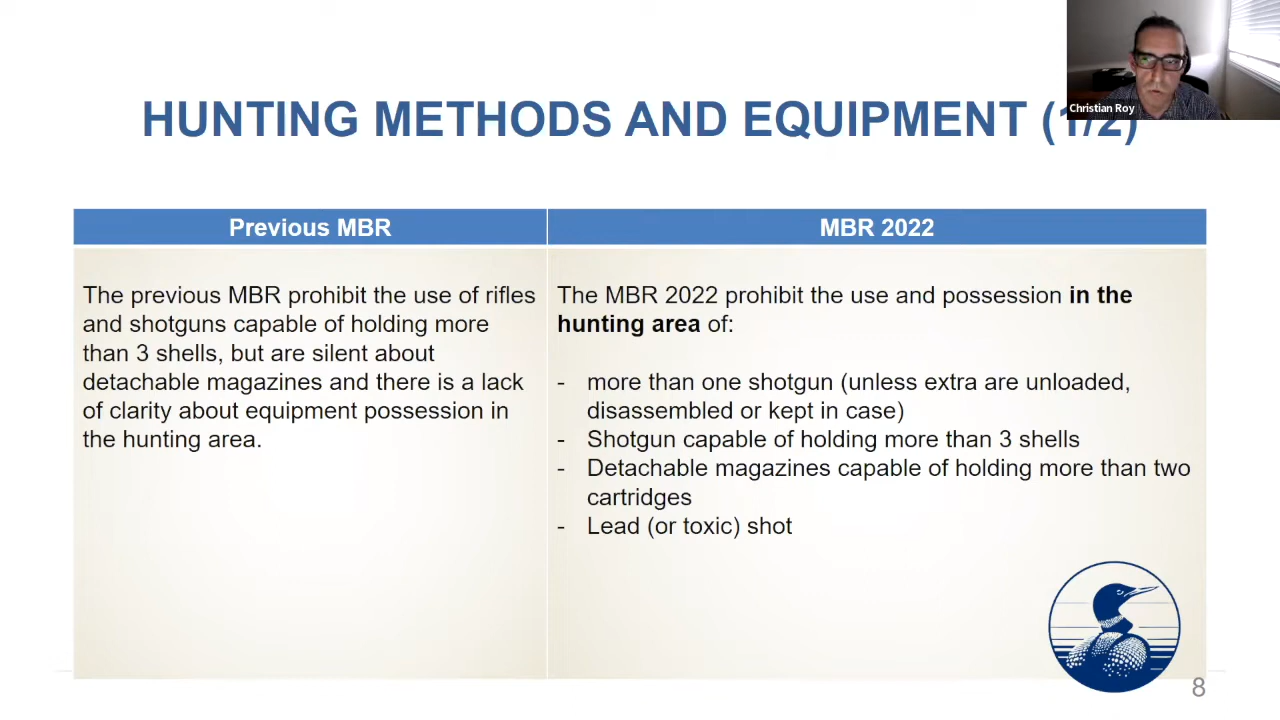 Christian Roy
HUNTING METHODS AND EQUIPMENT (1/2)
Previous MBR
MBR 2022
The previous MBR prohibit the use of rifles
and shotguns capable of holding more
than 3 shells, but are silent about
detachable magazines and there is a lack
of clarity about equipment possession in
the hunting area.
The MBR 2022 prohibit the use and possession in the
hunting area of:
- more than one shotgun (unless extra are unloaded,
disassembled or kept in case)
- Shotgun capable of holding more than 3 shells
- Detachable magazines capable of holding more than two
cartridges
- Lead (or toxic) shot
8